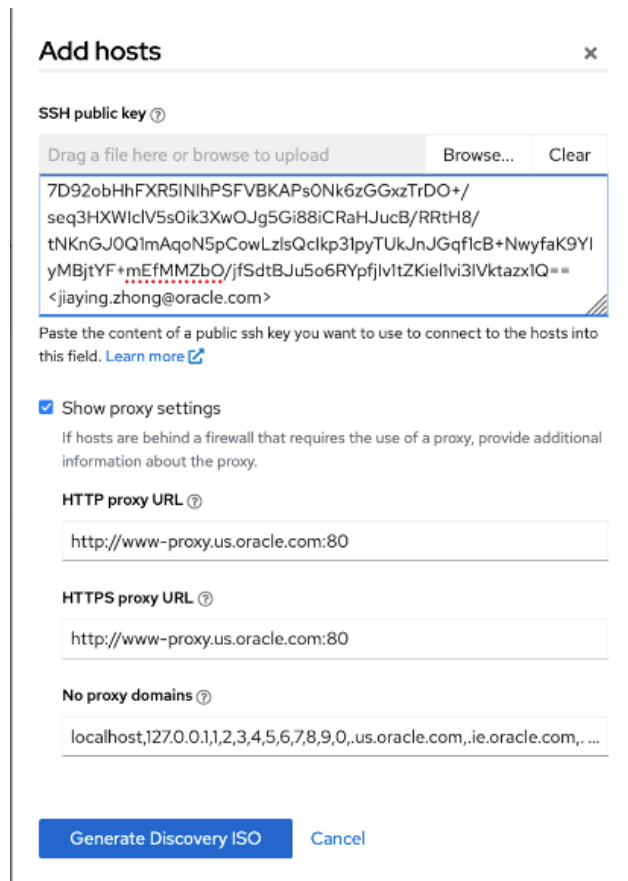 Add hosts
SSH public key
Drag a file here or browse to upload Browse... Clear
7D92obHhFXR5lNlhPSFVBKAPs0Nk6zGGxzTrDO+/
seq3HXWIclV5s0ik3XwOJg5Gi88iCRaHJucB/RRtH8/
tNKnGJ0Q1mAqoN5pCowLzlsQclkp31pyTUkJnJGqf1cB+NwyfaK9YI
yMBjtYF+mEfMMZbO/jfSdtBJu5o6RYpfjlv1tZKiel1vi3IVktazx1Q==
<jiaying.zhong@oracle.com>
Paste the content of a public ssh key you want to use to connect to the hosts into
this field. Learn more
Show proxy settings
If hosts are behind a firewall that requires the use of a proxy, provide additional
information about the proxy.
HTTP proxy URL
http://www-proxy.us.oracle.com:80
HTTPS proxy URL
http://www-proxy.us.oracle.com:80
No proxy domains
localhost,127.0.0.1,1,2,3,4,5,6,7,8,9,0,.us.oracle.com,.ie.oracle.com,. ...
Generate Discovery ISO Cancel